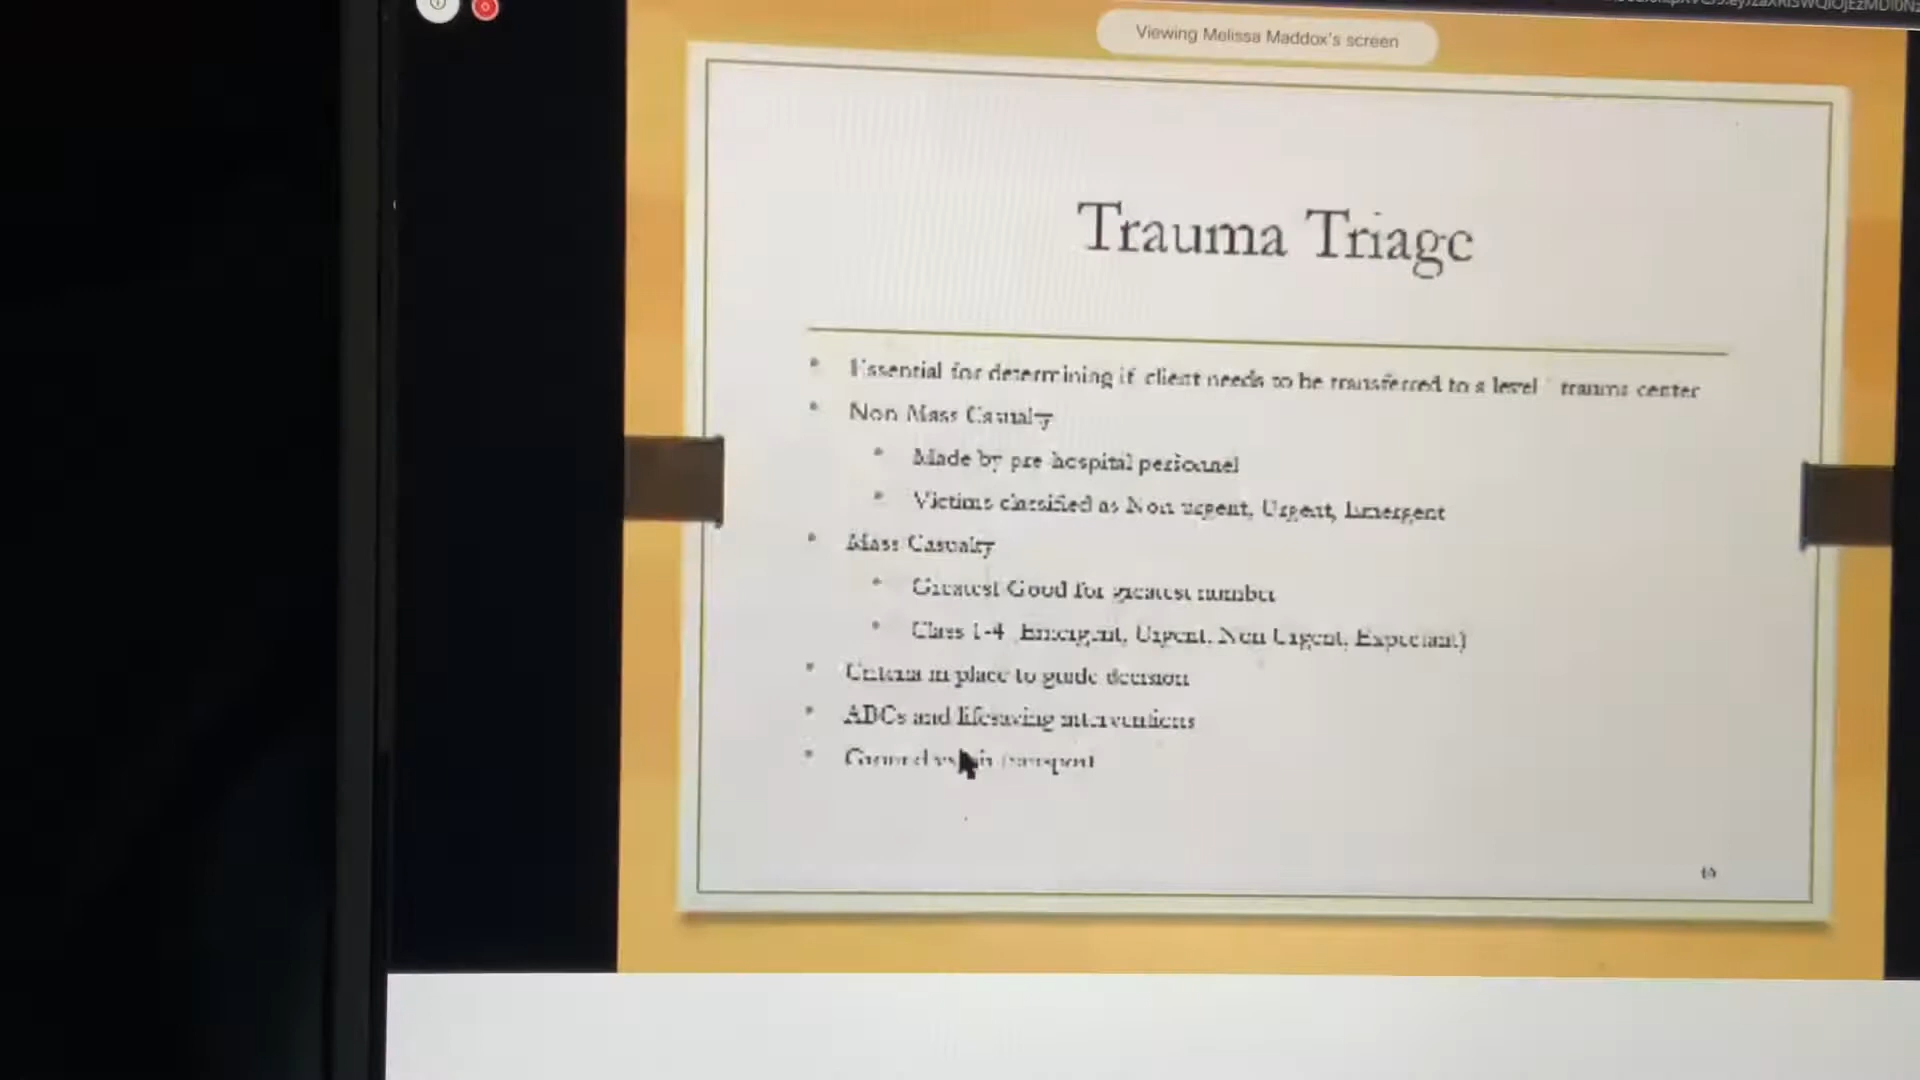 Viewing Melissa Maddox's screen
Trauma Triage
Essential for determining if client needs to be transferred to a level trauma center
Non Mass Casualty
Made by pre hospital personnel
Victims classified as Non urgent, Urgent, Emergent
Mass Casualty
Greatest Good for greatest number
Class 1-4 Emergent, Urgent, Non Urgent, Expectant)
Criteria in place to guide decision
ABCs and lifesaving interventions
Ground vs transport